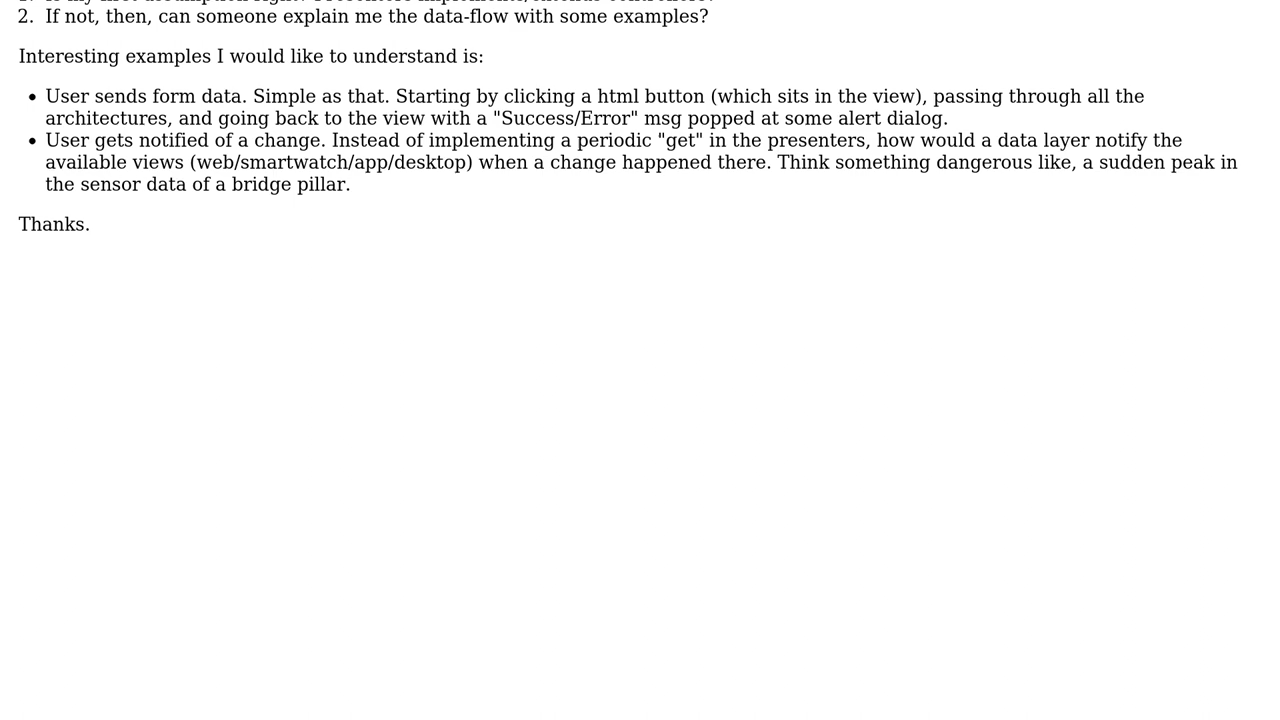 2. If not, then, can someone explain me the data-flow with some examples?
Interesting examples I would like to understand is:
• User sends form data. Simple as that. Starting by clicking a html button (which sits in the view), passing through all the
architectures, and going back to the view with a "Success/Error" msg popped at some alert dialog.
• User gets notified of a change. Instead of implementing a periodic "get" in the presenters, how would a data layer notify the
available views (web/smartwatch/app/desktop) when a change happened there. Think something dangerous like, a sudden peak in
the sensor data of a bridge pillar.
Thanks.